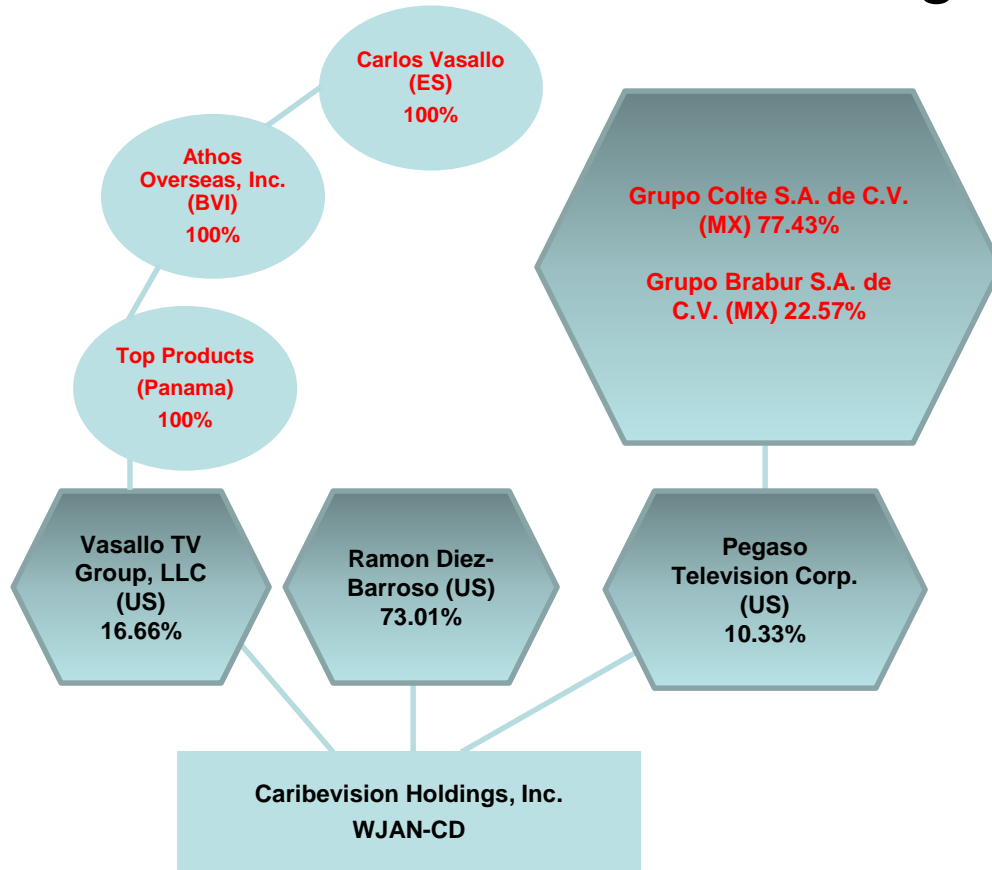 Carlos Vasallo
(ES)
100%
Athos
Overseas, Inc.
(BVI)
100%
Grupo Colte S.A. de C.V.
(MX) 77.43%
Grupo Brabur S.A. de
C.V. (MX) 22.57%
Top Products
(Panama)
100%
Vasallo TV
Group, LLC
(US)
16.66%
Ramon Diez-
Barroso (US)
73.01%
Pegaso
Television Corp.
(US)
10.33%
Caribevision Holdings, Inc.
WJAN-CD